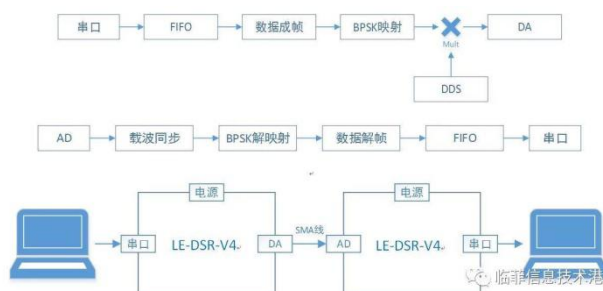 串口 FIFO 数据成帧 BPSK映射 Mult DA
DDS
AD 载波同步 BPSK解映射 数据解帧 FIFO 串口
电源 电源
SMA线
串口 LE-DSR-V4 DA AD LE-DSR-V4 串口
临菲信息技术港